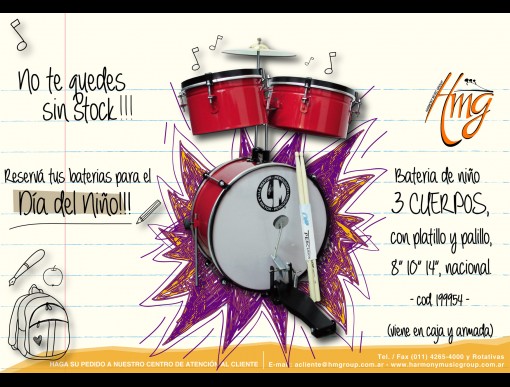 No te quedes
sin stock!!!
Reservá tus baterias para el
Día del Niño!!!
Hmg
Bateria de niño
3 CUERPOS,
con platillo y palillo,
8" 10" 14", nacional.
- cod. 199954 -
(viene en caja y armada)
HAGA SU PEDIDO A NUESTRO CENTRO DE ATENCIÓN AL CLIENTE
Tel. / Fax (011) 4265-4000 y Rotativas
E-mail: acliente@hmgroup.com.ar - www.harmonymusicgroup.com.ar